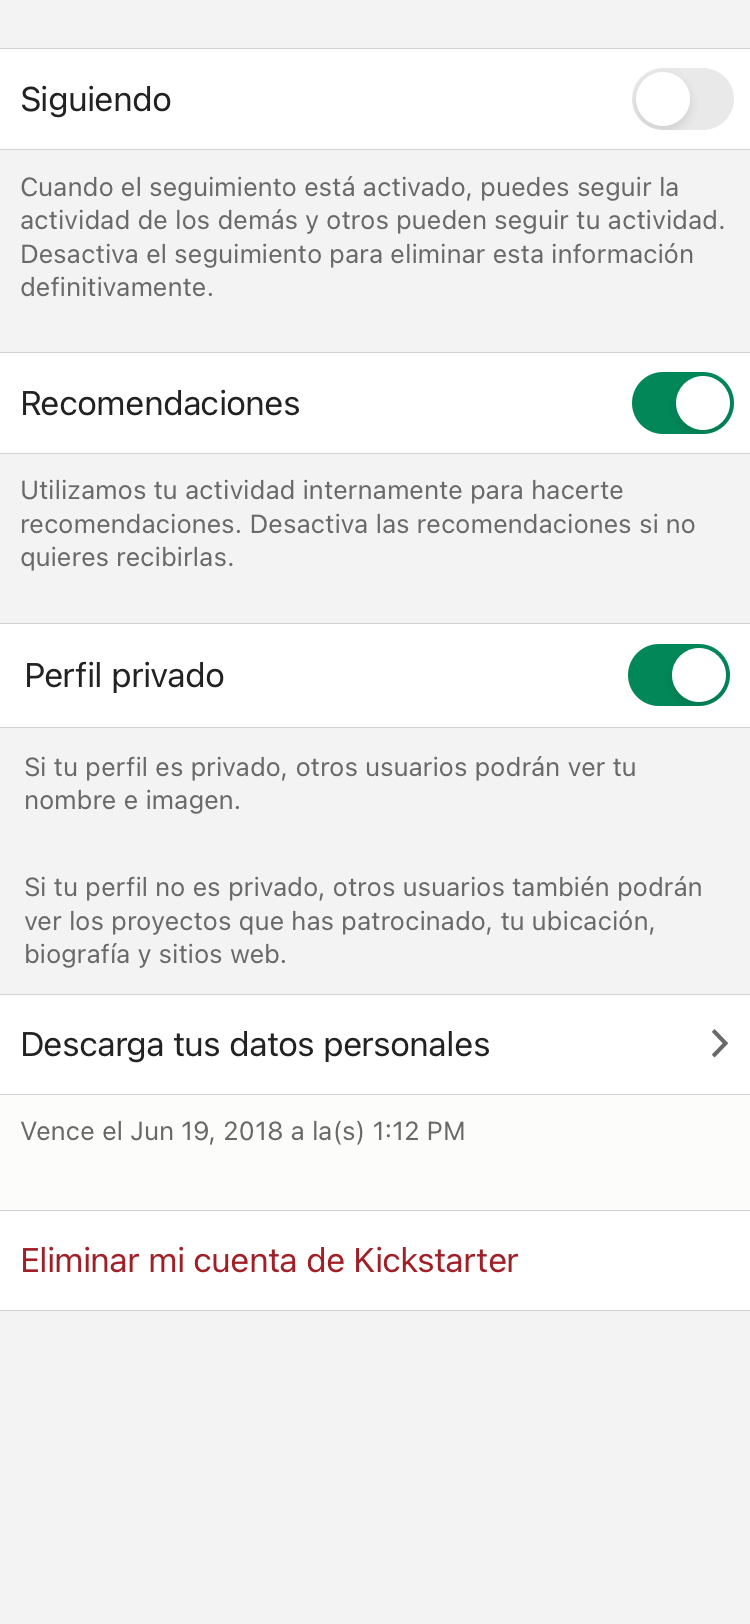 Siguiendo
Cuando el seguimiento está activado, puedes seguir la
actividad de los demás y otros pueden seguir tu actividad.
Desactiva el seguimiento para eliminar esta información
definitivamente.
Recomendaciones
Utilizamos tu actividad internamente para hacerte
recomendaciones. Desactiva las recomendaciones si no
quieres recibirlas.
Perfil privado
Si tu perfil es privado, otros usuarios podrán ver tu
nombre e imagen.
Si tu perfil no es privado, otros usuarios también podrán
ver los proyectos que has patrocinado, tu ubicación,
biografía y sitios web.
Descarga tus datos personales
Vence el Jun 19, 2018 a la(s) 1:12 PM
Eliminar mi cuenta de Kickstarter